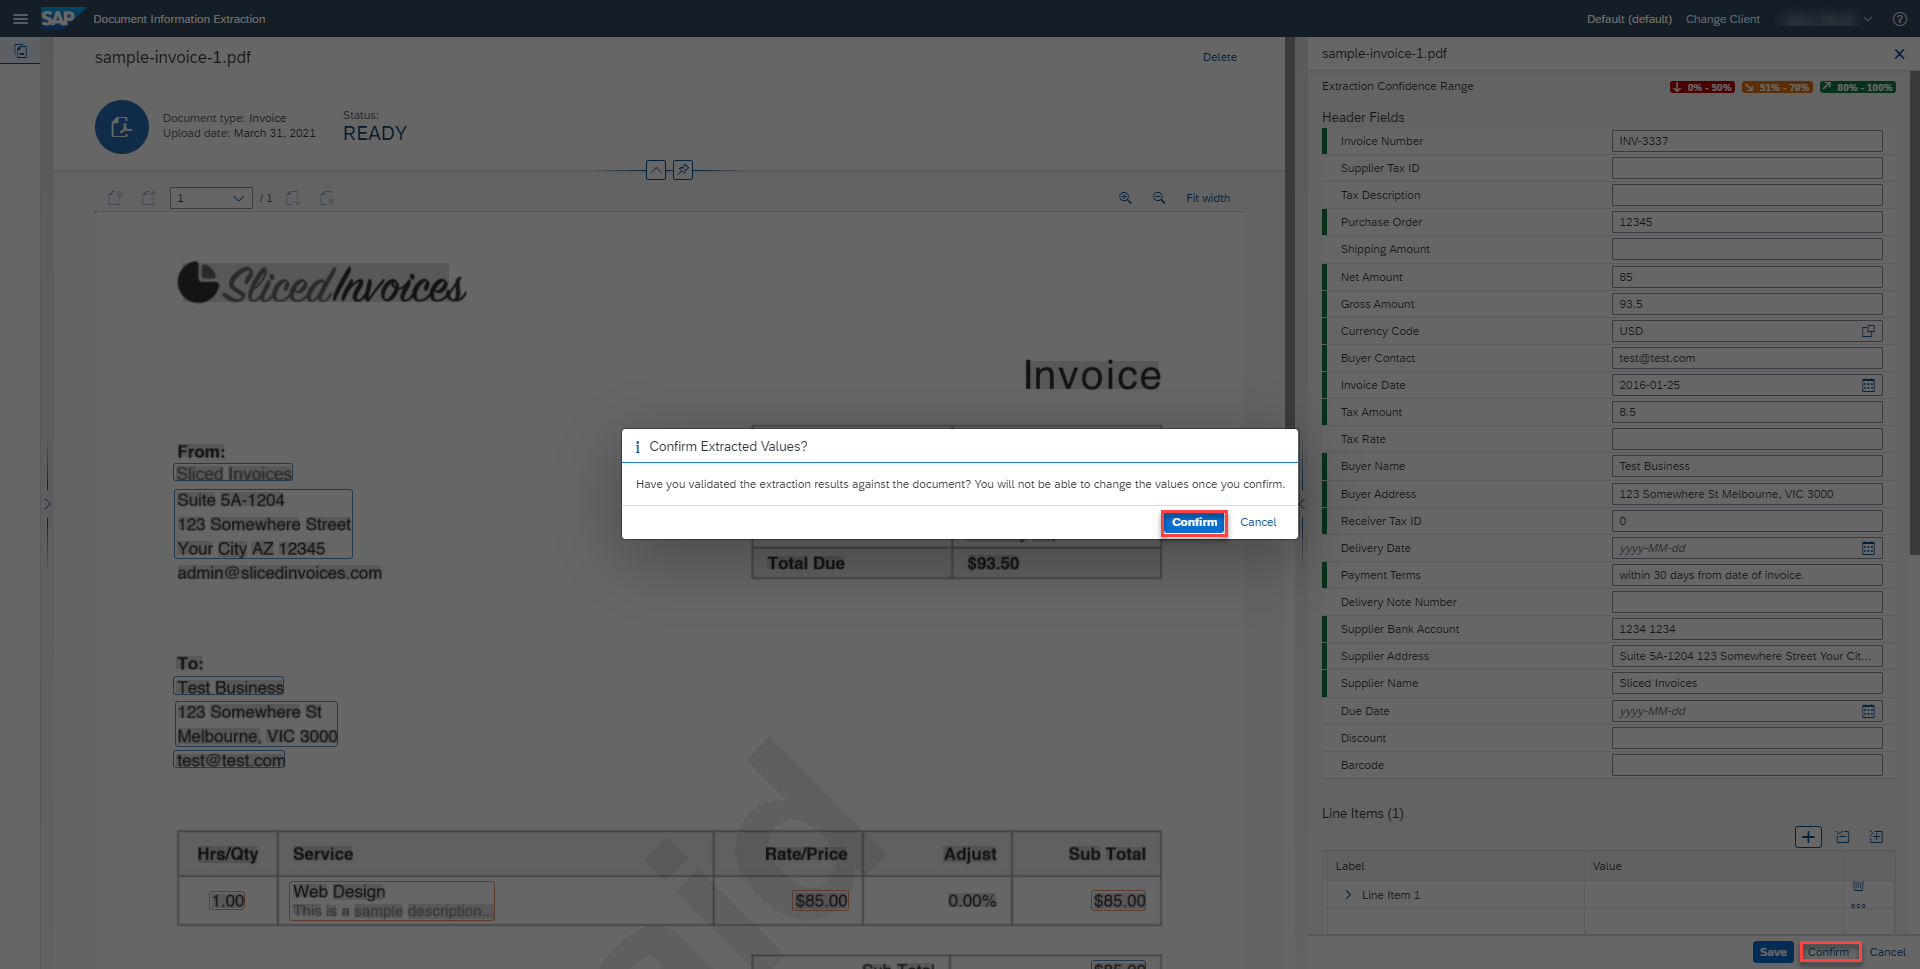 SAP Document Information Extraction
Default (default) Change Client
sample-invoice-1.pdf
Delete
Document type: Invoice
Upload date: March 31, 2021
Status:
READY
1 / 1
Fit width
SlicedInvoices
Invoice
From:
Sliced Invoices
Suite 5A-1204
123 Somewhere Street
Your City AZ 12345
admin@slicedinvoices.com
Total Due $93.50
To:
Test Business
123 Somewhere St
Melbourne, VIC 3000
test@test.com
Hrs/Qty Service Rate/Price Adjust Sub Total
1.00 Web Design $85.00 0.00% $85.00
This is a sample description...
Sub Total $85.00
Confirm Extracted Values?
Have you validated the extraction results against the document? You will not be able to change the values once you confirm.
Confirm Cancel
sample-invoice-1.pdf
Extraction Confidence Range 0% - 50% 51% - 79% 80% - 100%
Header Fields
Invoice Number INV-3337
Supplier Tax ID
Tax Description
Purchase Order 12345
Shipping Amount
Net Amount 85
Gross Amount 93.5
Currency Code USD
Buyer Contact test@test.com
Invoice Date 2016-01-25
Tax Amount 8.5
Tax Rate
Buyer Name Test Business
Buyer Address 123 Somewhere St Melbourne, VIC 3000
Receiver Tax ID 0
Delivery Date yyyy-MM-dd
Payment Terms within 30 days from date of invoice.
Delivery Note Number
Supplier Bank Account 1234 1234
Supplier Address Suite 5A-1204 123 Somewhere Street Your Cit...
Supplier Name Sliced Invoices
Due Date yyyy-MM-dd
Discount
Barcode
Line Items (1)
Label Value
Line Item 1
Save Confirm Cancel